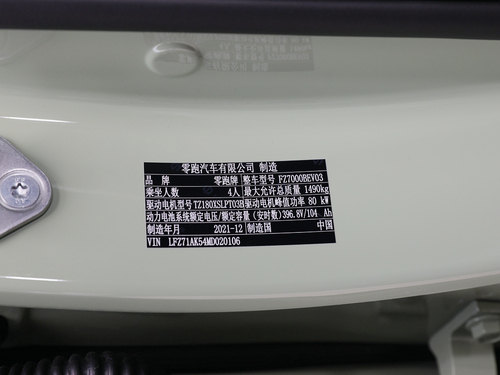 零跑汽车有限公司 制造
品牌 零跑牌 整车型号 FZ7000BEV03
乘坐人数 4人 最大允许总质量 1490kg
驱动电机型号 TZ180XSLPT03B 驱动电机峰值功率 80 kW
动力电池系统额定电压/额定容量(安时数) 396.8V/104 Ah
制造年月 2021-12 制造国 中国
VIN LFZ71AK54MD020106